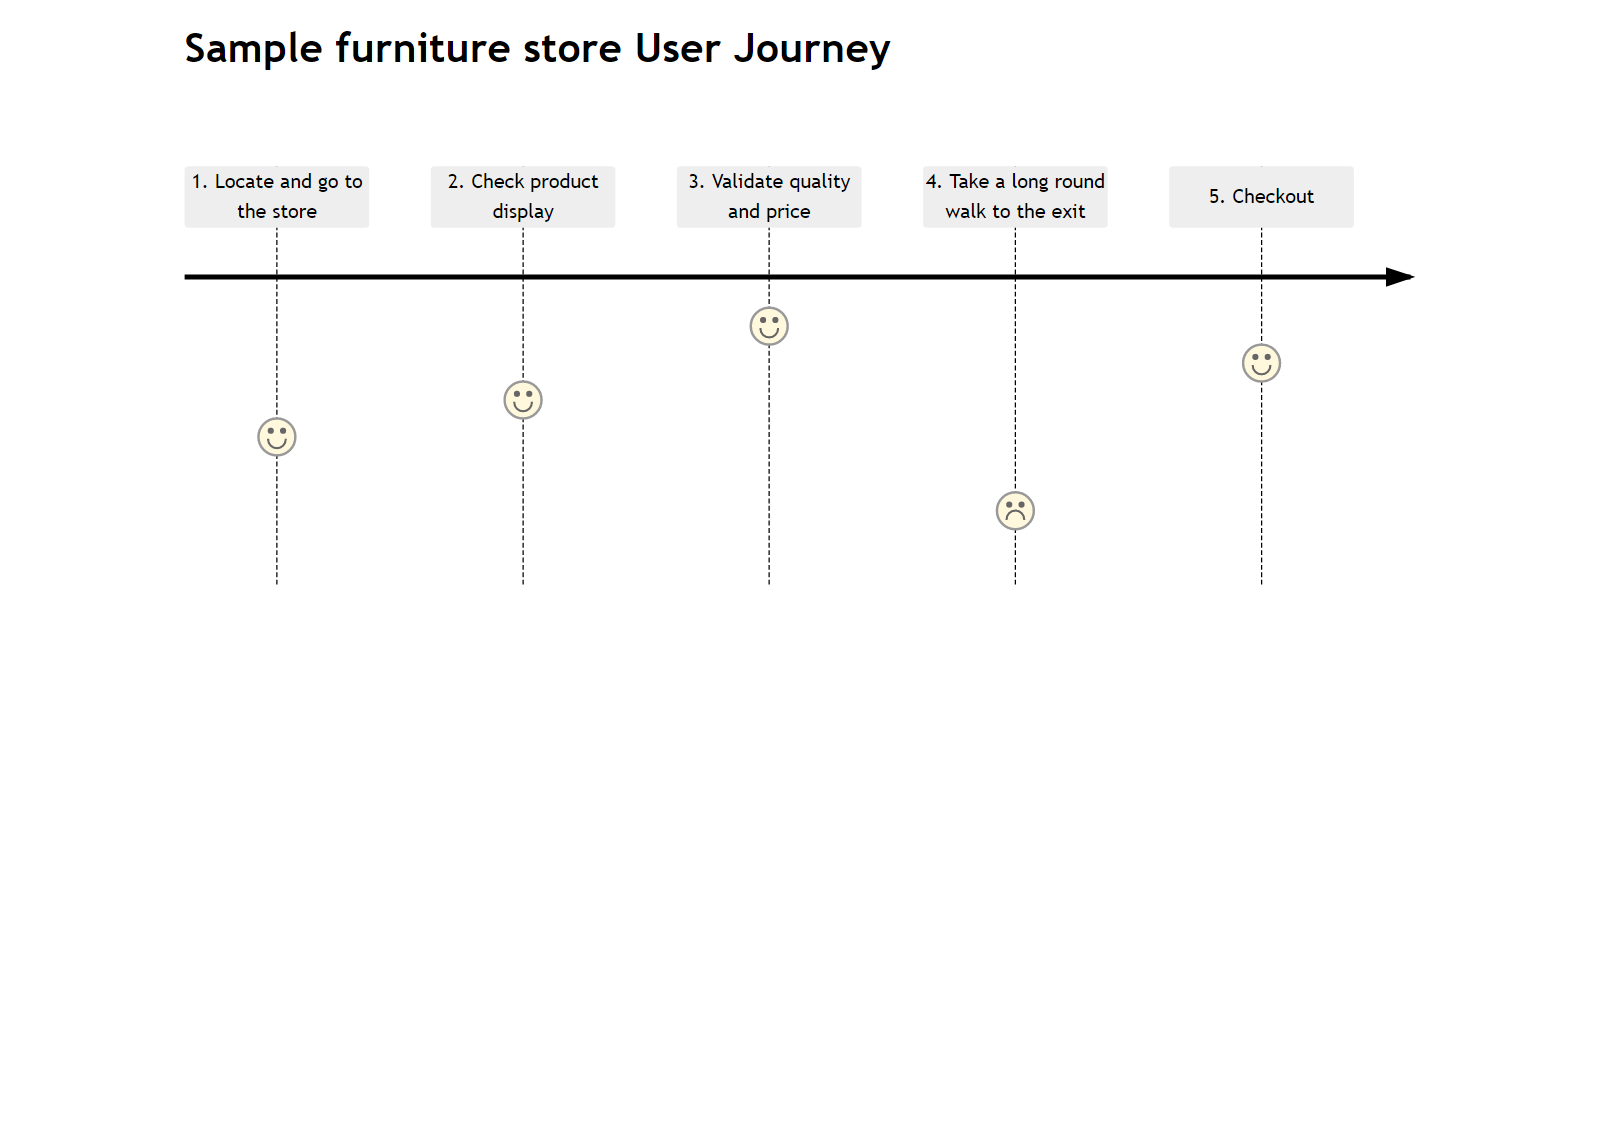 Sample furniture store User Journey
1. Locate and go to
the store
2. Check product
display
3. Validate quality
and price
4. Take a long round
walk to the exit
5. Checkout